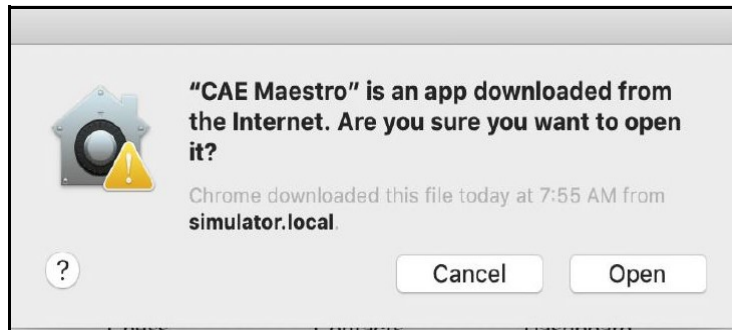 “CAE Maestro” is an app downloaded from
the Internet. Are you sure you want to open
it?
Chrome downloaded this file today at 7:55 AM from
simulator.local.
?
Cancel
Open